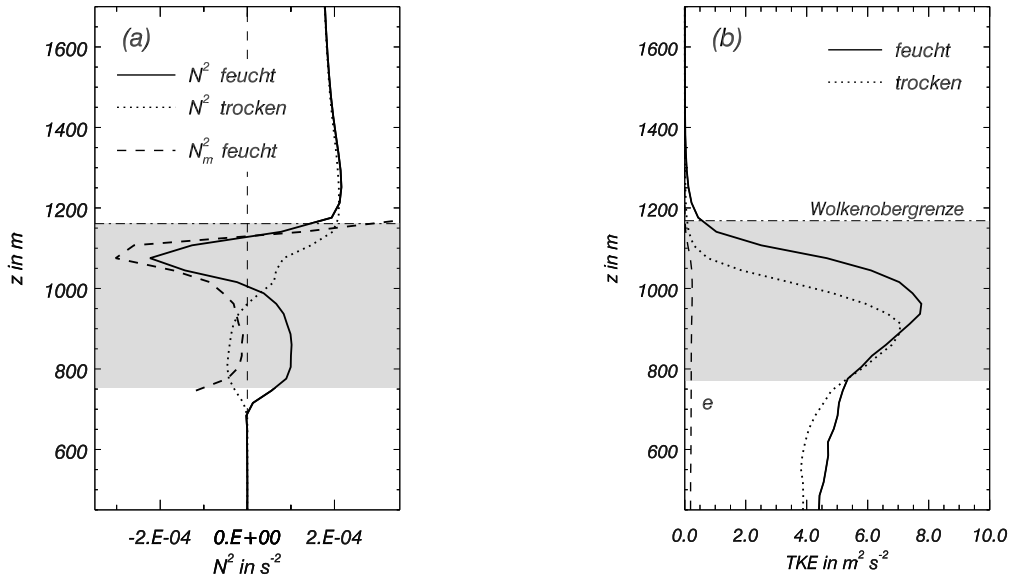 (a)
N² feucht
N² trocken
N²m feucht
1600
1400
1200
1000
800
600
z in m
-2.E-04 0.E+00 2.E-04
N² in s⁻²
(b)
feucht
trocken
Wolkenobergrenze
e
1600
1400
1200
1000
800
600
z in m
0.0 2.0 4.0 6.0 8.0 10.0
TKE in m² s⁻²